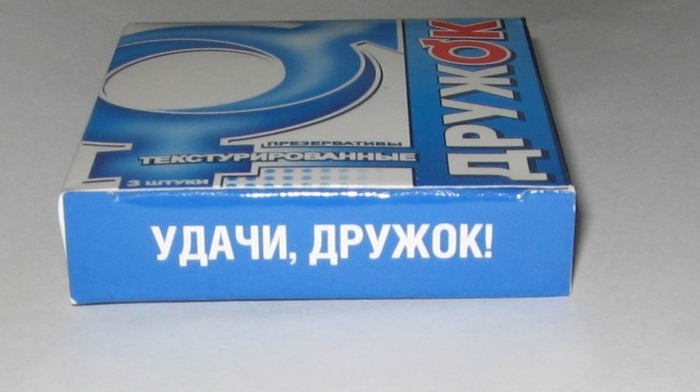 ДРУЖОК
ПРЕЗЕРВАТИВЫ
ТЕКСТУРИРОВАННЫЕ
3 ШТУКИ
УДАЧИ, ДРУЖОК!